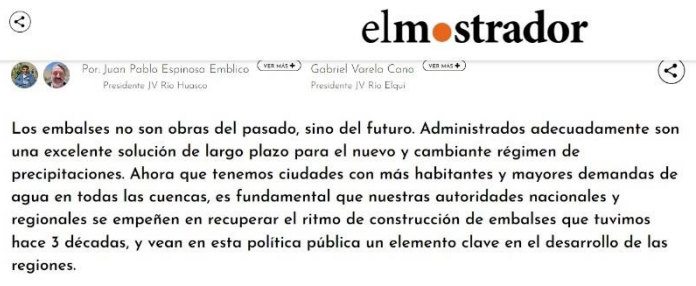 elmostrador
Por: Juan Pablo Espinosa Emblico VER MÁS + Gabriel Varela Cano VER MÁS +
Presidente JV Río Huasco Presidente JV Río Elqui
Los embalses no son obras del pasado, sino del futuro. Administrados adecuadamente son
una excelente solución de largo plazo para el nuevo y cambiante régimen de
precipitaciones. Ahora que tenemos ciudades con más habitantes y mayores demandas de
agua en todas las cuencas, es fundamental que nuestras autoridades nacionales y
regionales se empeñen en recuperar el ritmo de construcción de embalses que tuvimos
hace 3 décadas, y vean en esta política pública un elemento clave en el desarrollo de las
regiones.